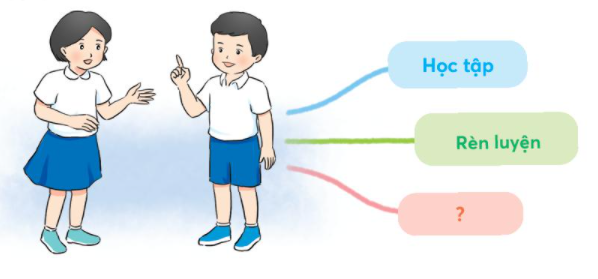 Học tập
Rèn luyện
?